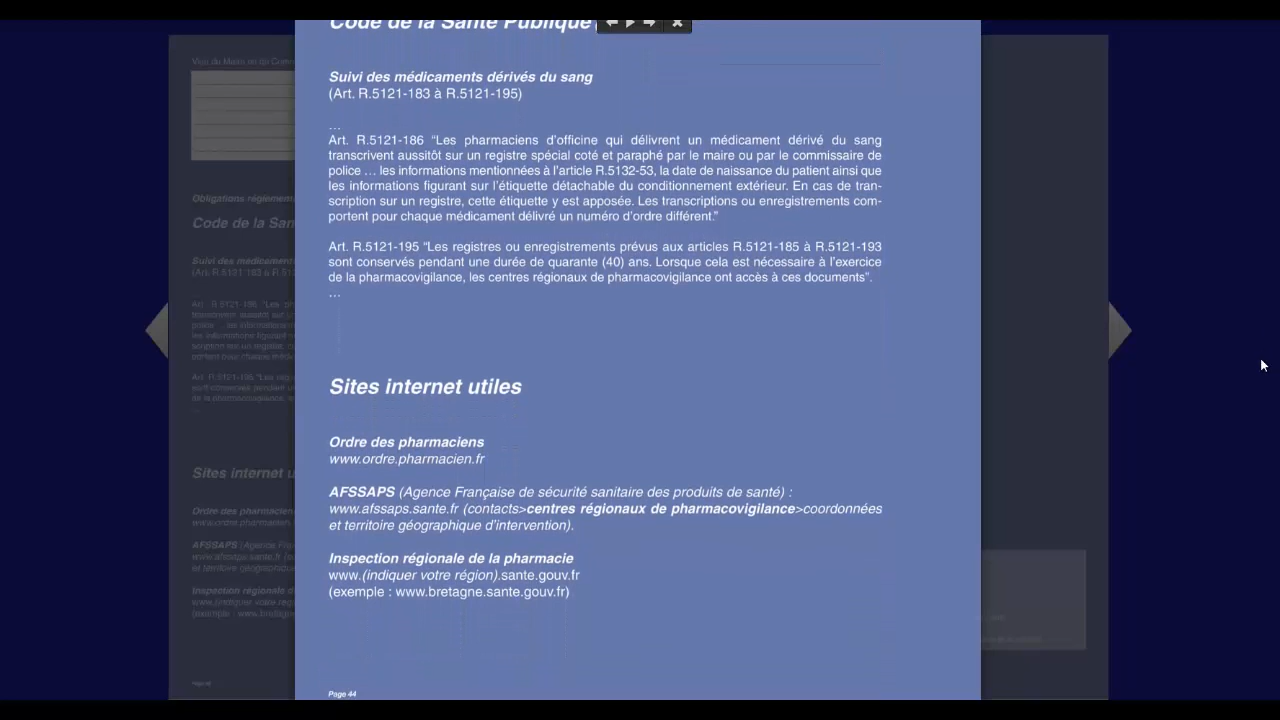 Code de la Santé Publique
Suivi des médicaments dérivés du sang
(Art. R.5121-183 à R.5121-195)
...
Art. R.5121-186 “Les pharmaciens d’officine qui délivrent un médicament dérivé du sang
transcrivent aussitôt sur un registre spécial coté et paraphé par le maire ou par le commissaire de
police ... les informations mentionnées à l’article R.5132-53, la date de naissance du patient ainsi que
les informations figurant sur l’étiquette détachable du conditionnement extérieur. En cas de tran-
scription sur un registre, cette étiquette y est apposée. Les transcriptions ou enregistrements com-
portent pour chaque médicament délivré un numéro d’ordre différent.”
Art. R.5121-195 “Les registres ou enregistrements prévus aux articles R.5121-185 à R.5121-193
sont conservés pendant une durée de quarante (40) ans. Lorsque cela est nécessaire à l’exercice
de la pharmacovigilance, les centres régionaux de pharmacovigilance ont accès à ces documents”.
...
Sites internet utiles
Ordre des pharmaciens
www.ordre.pharmacien.fr
AFSSAPS (Agence Française de sécurité sanitaire des produits de santé) :
www.afssaps.sante.fr (contacts>centres régionaux de pharmacovigilance>coordonnées
et territoire géographique d’intervention).
Inspection régionale de la pharmacie
www.(indiquer votre région).sante.gouv.fr
(exemple : www.bretagne.sante.gouv.fr)
Page 44